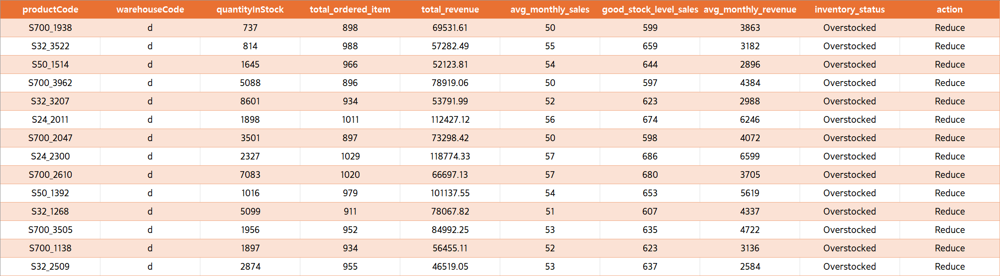 productCode warehouseCode quantityInStock total_ordered_item total_revenue avg_monthly_sales good_stock_level_sales avg_monthly_revenue inventory_status action
S700_1938 d 737 898 69531.61 50 599 3863 Overstocked Reduce
S32_3522 d 814 988 57282.49 55 659 3182 Overstocked Reduce
S50_1514 d 1645 966 52123.81 54 644 2896 Overstocked Reduce
S700_3962 d 5088 896 78919.06 50 597 4384 Overstocked Reduce
S32_3207 d 8601 934 53791.99 52 623 2988 Overstocked Reduce
S24_2011 d 1898 1011 112427.12 56 674 6246 Overstocked Reduce
S700_2047 d 3501 897 73298.42 50 598 4072 Overstocked Reduce
S24_2300 d 2327 1029 118774.33 57 686 6599 Overstocked Reduce
S700_2610 d 7083 1020 66697.13 57 680 3705 Overstocked Reduce
S50_1392 d 1016 979 101137.55 54 653 5619 Overstocked Reduce
S32_1268 d 5099 911 78067.82 51 607 4337 Overstocked Reduce
S700_3505 d 1956 952 84992.25 53 635 4722 Overstocked Reduce
S700_1138 d 1897 934 56455.11 52 623 3136 Overstocked Reduce
S32_2509 d 2874 955 46519.05 53 637 2584 Overstocked Reduce